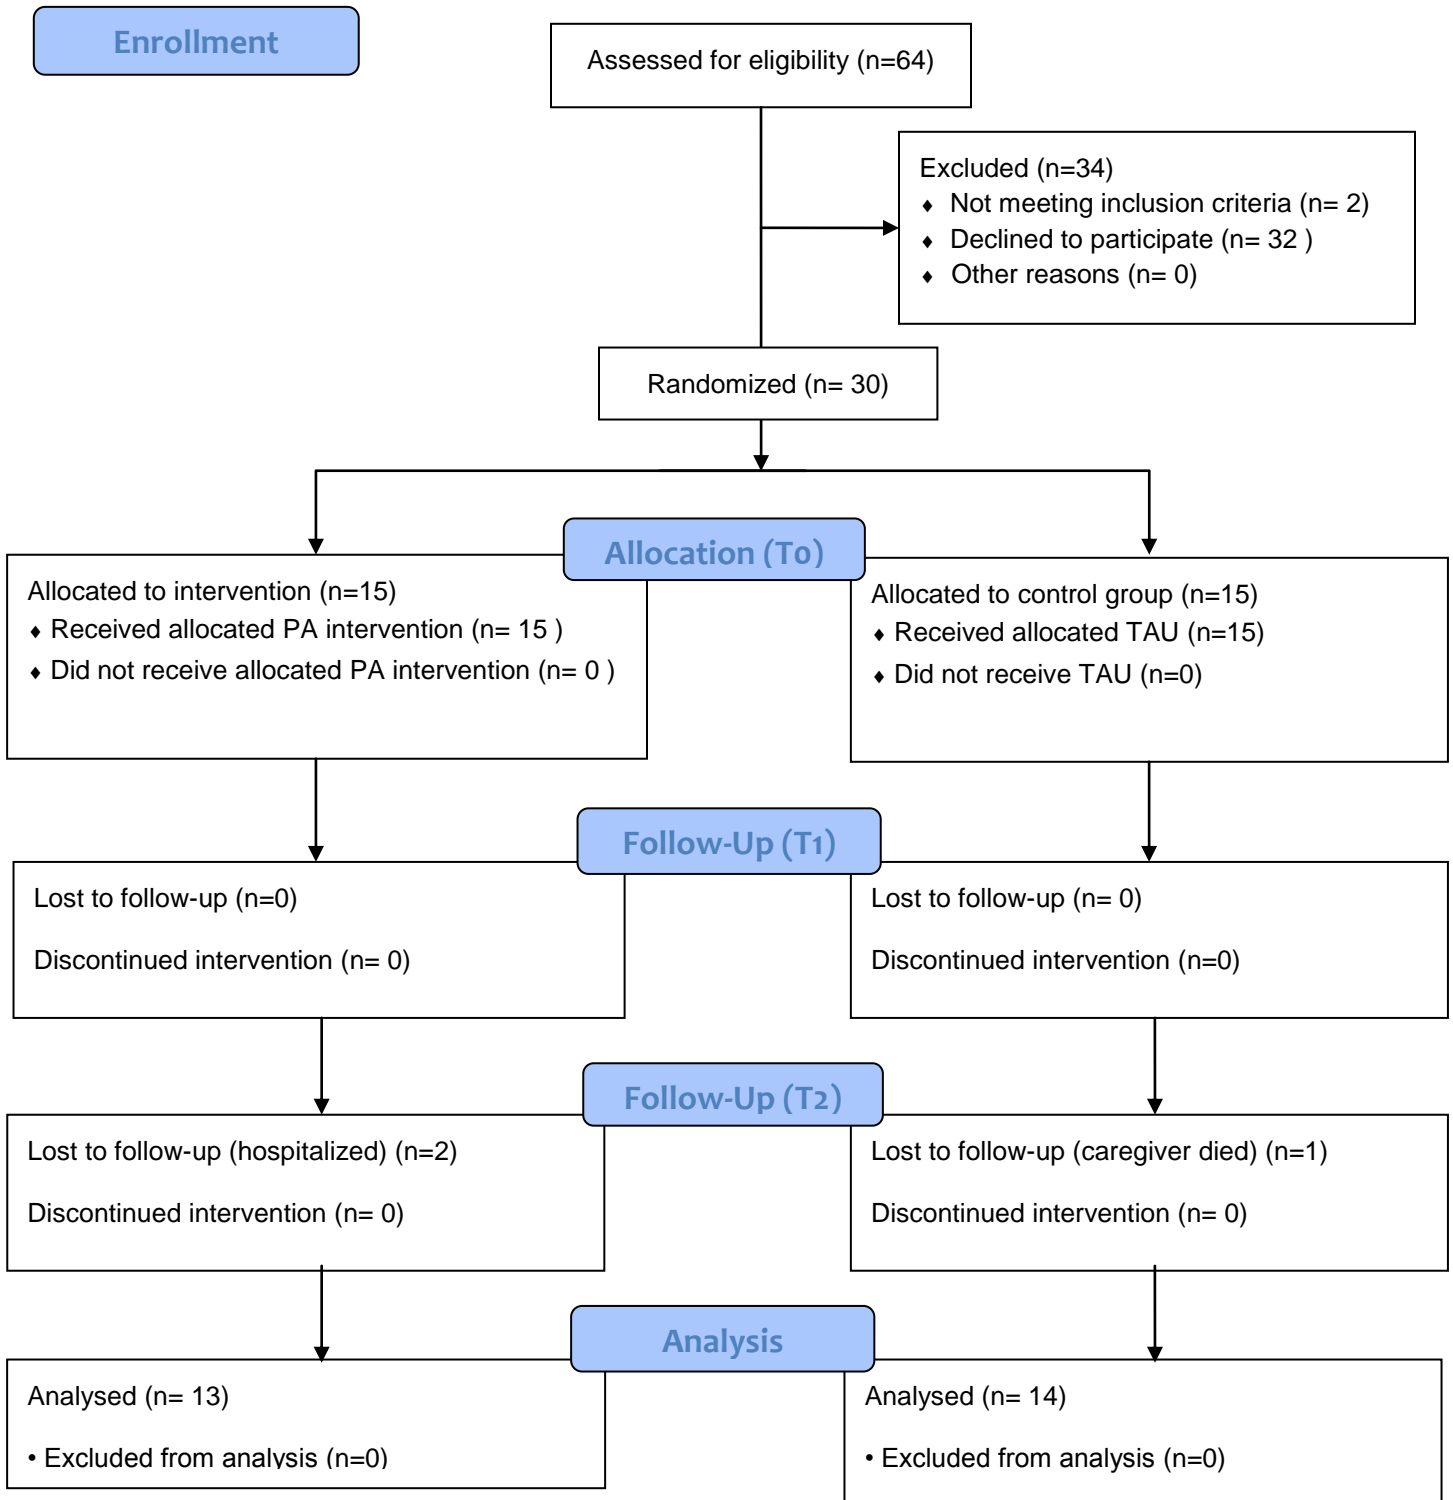 Enrollment
Assessed for eligibility (n=64)
Excluded (n=34)
♦ Not meeting inclusion criteria (n= 2)
♦ Declined to participate (n= 32 )
♦ Other reasons (n= 0)
Randomized (n= 30)
Allocation (T0)
Allocated to intervention (n=15)
♦ Received allocated PA intervention (n= 15 )
♦ Did not receive allocated PA intervention (n= 0 )
Allocated to control group (n=15)
♦ Received allocated TAU (n=15)
♦ Did not receive TAU (n=0)
Follow-Up (T1)
Lost to follow-up (n=0)
Discontinued intervention (n= 0)
Lost to follow-up (n= 0)
Discontinued intervention (n=0)
Follow-Up (T2)
Lost to follow-up (hospitalized) (n=2)
Discontinued intervention (n= 0)
Lost to follow-up (caregiver died) (n=1)
Discontinued intervention (n= 0)
Analysis
Analysed (n= 13)
• Excluded from analysis (n=0)
Analysed (n= 14)
• Excluded from analysis (n=0)